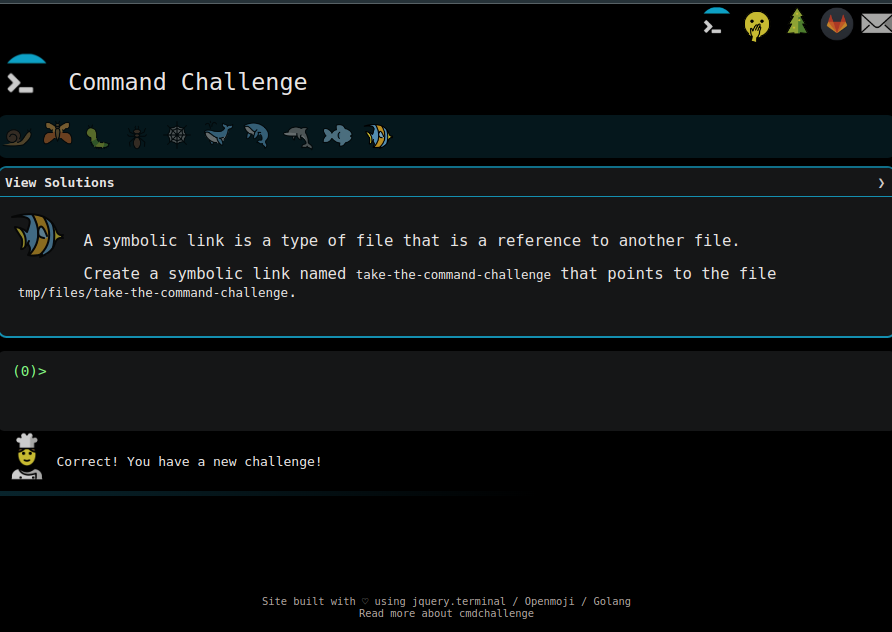 Command Challenge
View Solutions ❯
A symbolic link is a type of file that is a reference to another file.
Create a symbolic link named take-the-command-challenge that points to the file
tmp/files/take-the-command-challenge.
(0)>
Correct! You have a new challenge!
Site built with ♡ using jquery.terminal / Openmoji / Golang
Read more about cmdchallenge